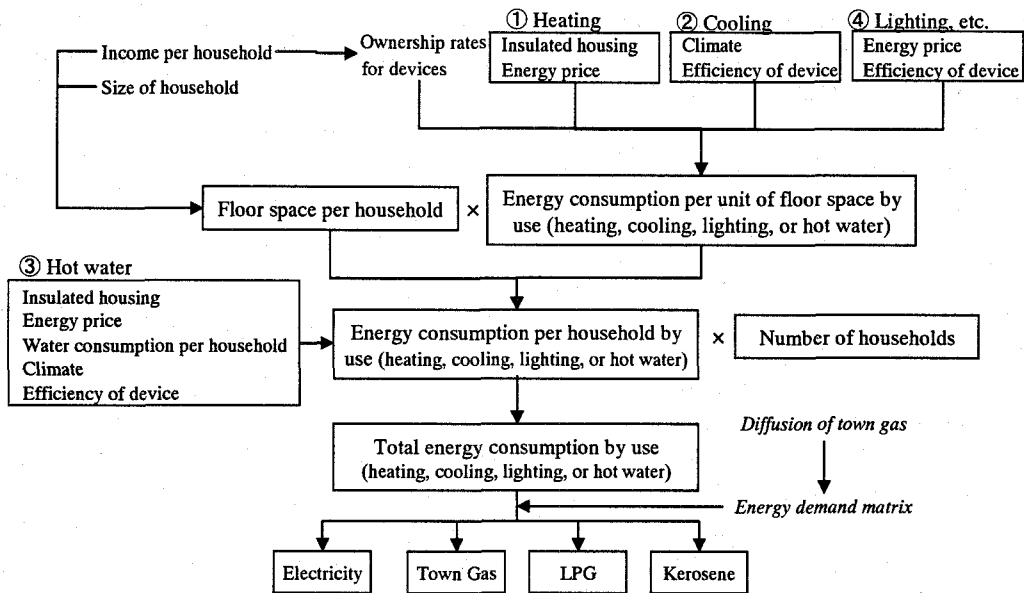 ① Heating
② Cooling
④ Lighting, etc.
Income per household
Size of household
Ownership rates
for devices
Insulated housing
Energy price
Climate
Efficiency of device
Energy price
Efficiency of device
Floor space per household
×
Energy consumption per unit of floor space by
use (heating, cooling, lighting, or hot water)
③ Hot water
Insulated housing
Energy price
Water consumption per household
Climate
Efficiency of device
Energy consumption per household by
use (heating, cooling, lighting, or hot water)
×
Number of households
Total energy consumption by use
(heating, cooling, lighting, or hot water)
Diffusion of town gas
Energy demand matrix
Electricity
Town Gas
LPG
Kerosene